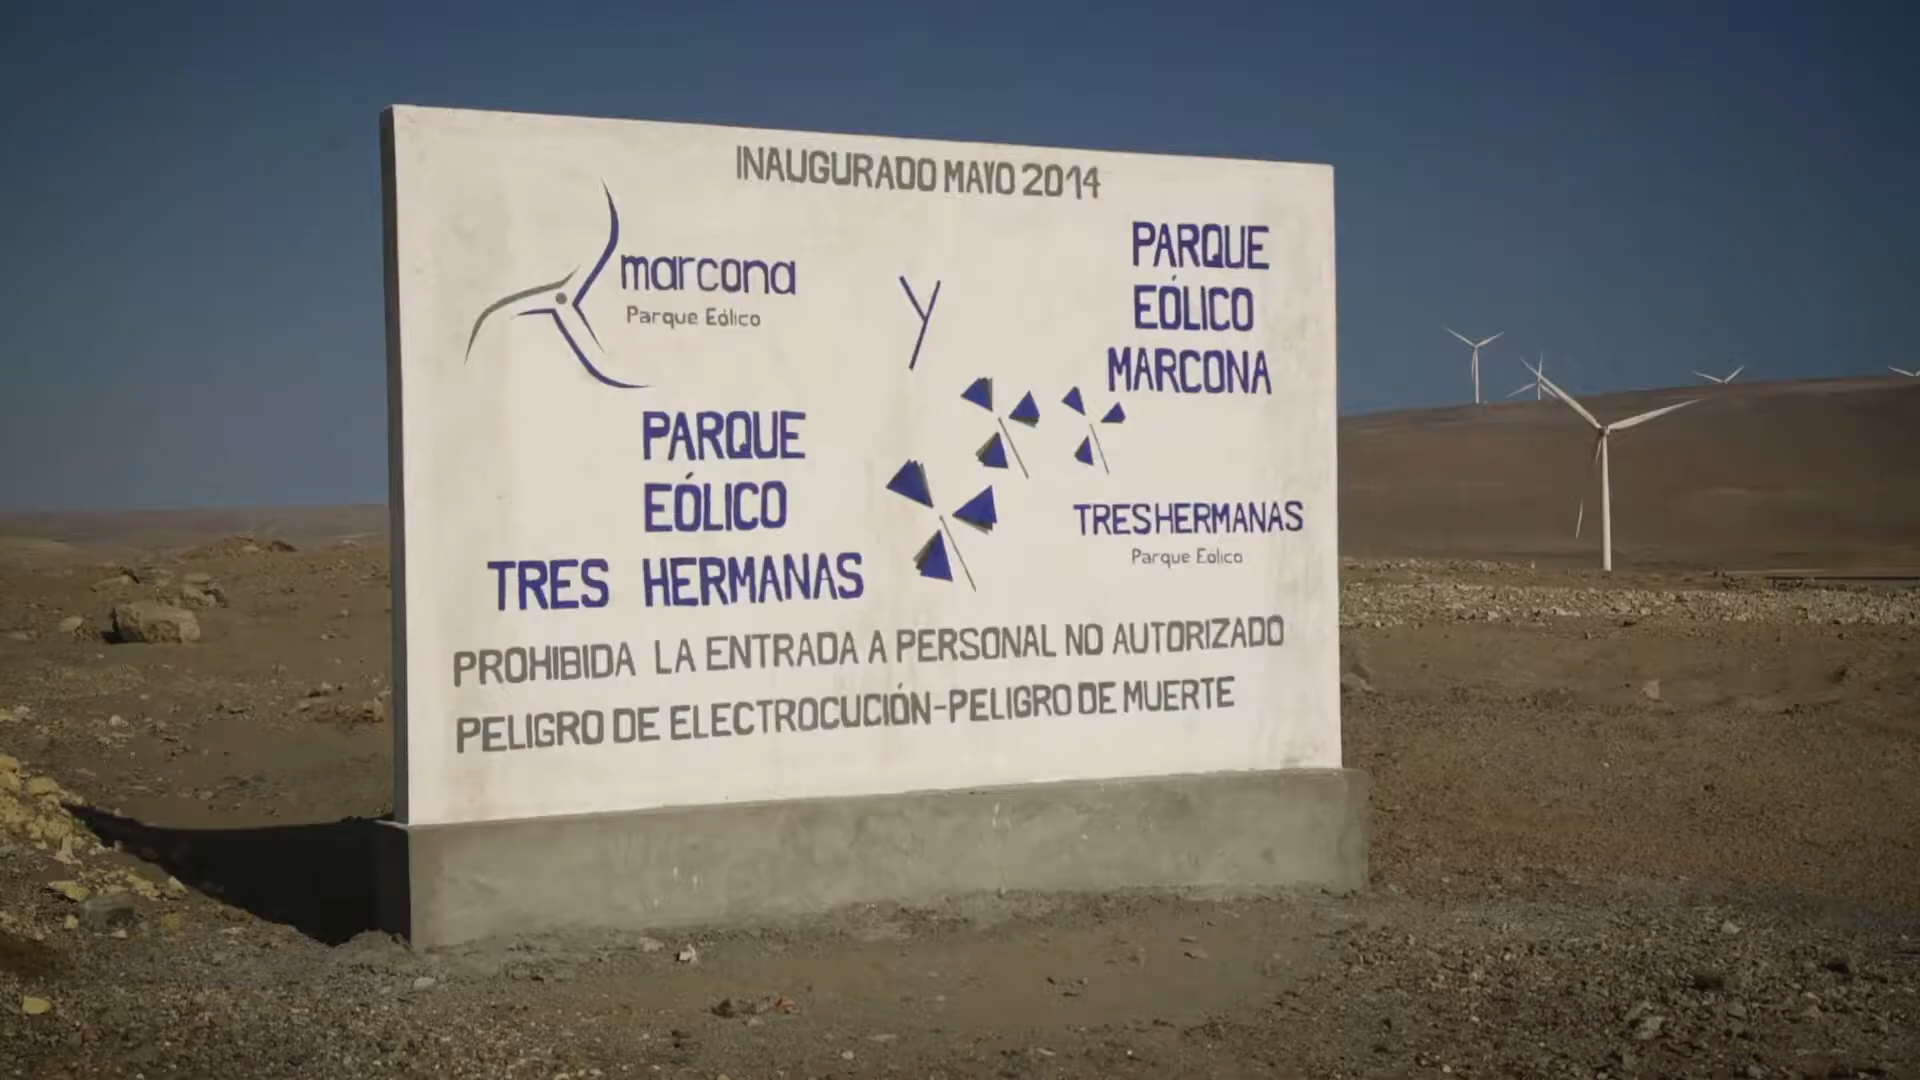 INAUGURADO MAYO 2014
marcona
Parque Eólico
Y
PARQUE
EÓLICO
MARCONA
PARQUE
EÓLICO
TRES HERMANAS
TRESHERMANAS
Parque Eólico
PROHIBIDA LA ENTRADA A PERSONAL NO AUTORIZADO
PELIGRO DE ELECTROCUCIÓN-PELIGRO DE MUERTE